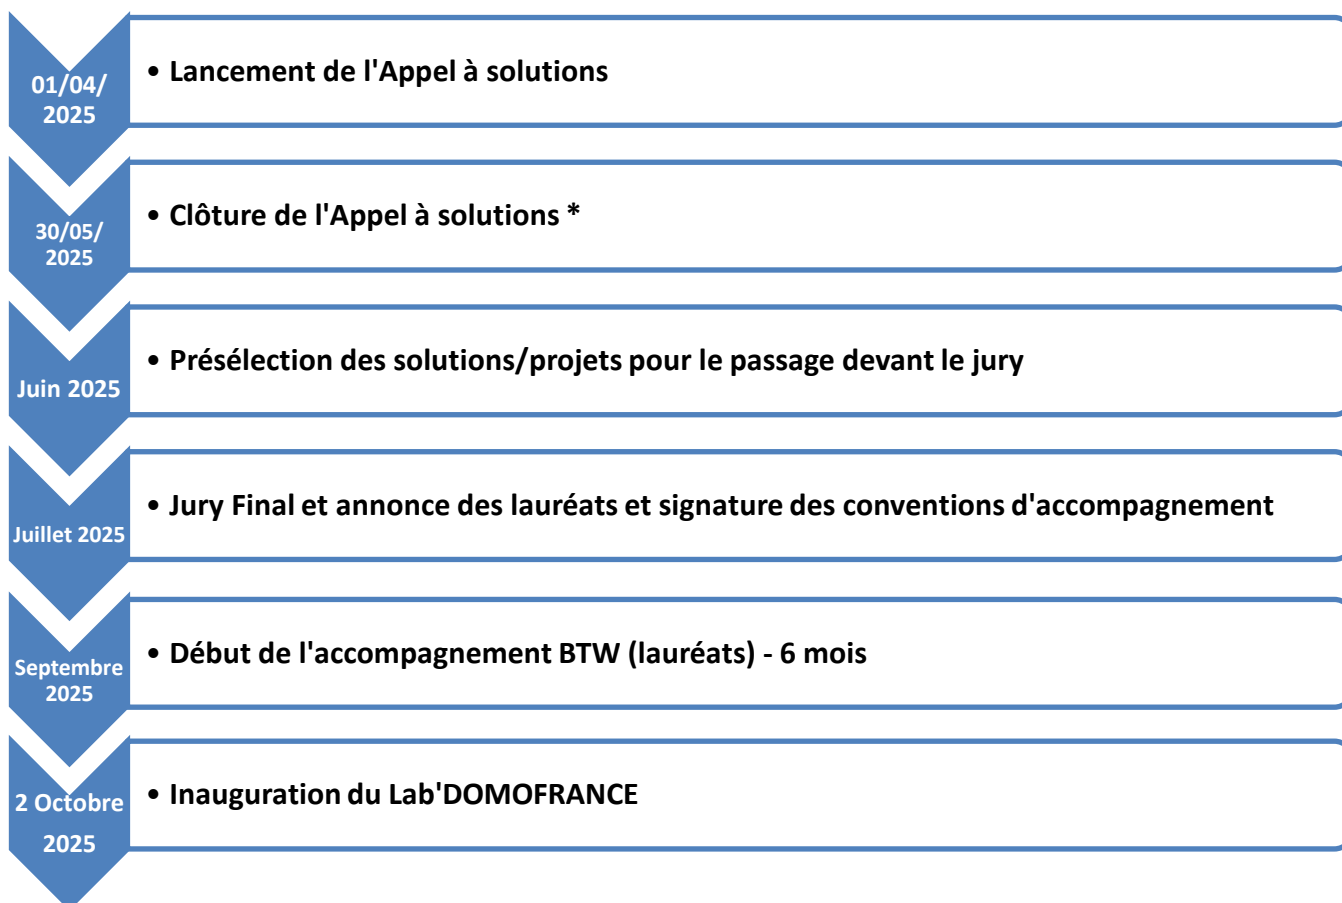 01/04/
2025
• Lancement de l'Appel à solutions
30/05/
2025
• Clôture de l'Appel à solutions *
Juin 2025
• Présélection des solutions/projets pour le passage devant le jury
Juillet 2025
• Jury Final et annonce des lauréats et signature des conventions d'accompagnement
Septembre
2025
• Début de l'accompagnement BTW (lauréats) - 6 mois
2 Octobre
2025
• Inauguration du Lab'DOMOFRANCE